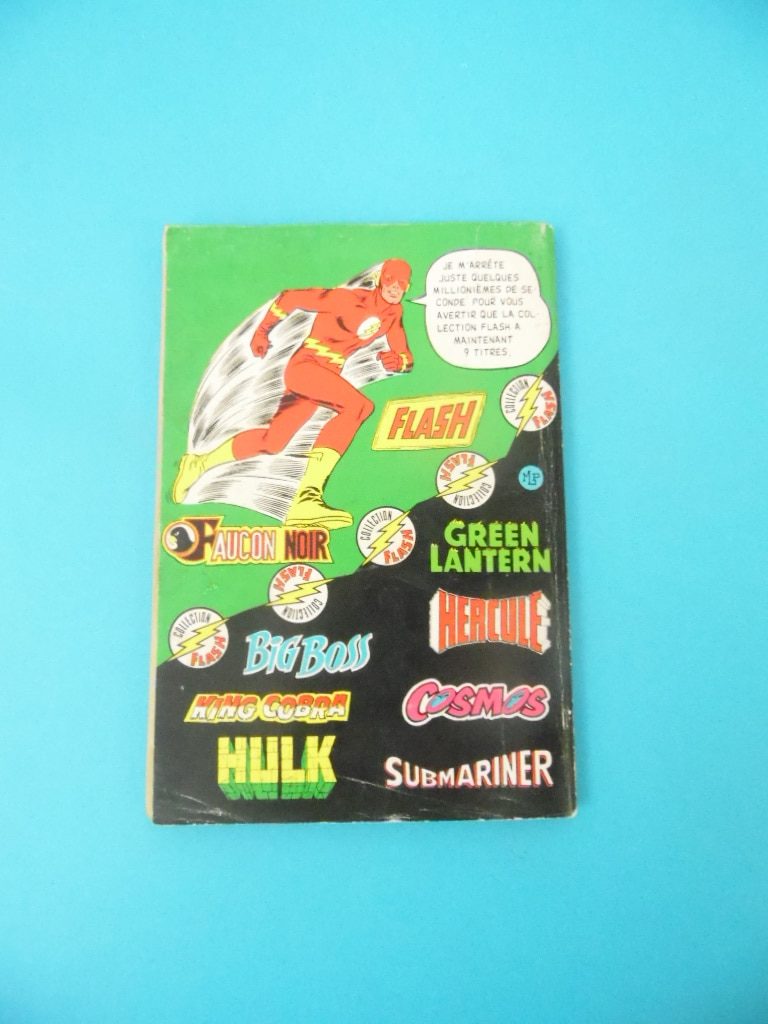 JE M'ARRÊTE
JUSTE QUELQUES
MILLIONIÈMES DE SE-
CONDE POUR VOUS
AVERTIR QUE LA COL-
LECTION FLASH A
MAINTENANT
9 TITRES.
COLLECTION FLASH
FLASH
COLLECTION FLASH
MLP
COLLECTION FLASH
FAUCON NOIR
GREEN
LANTERN
COLLECTION FLASH
HERCULE
COLLECTION FLASH
BIG BOSS
KING COBRA
COSMOS
HULK
SUBMARINER